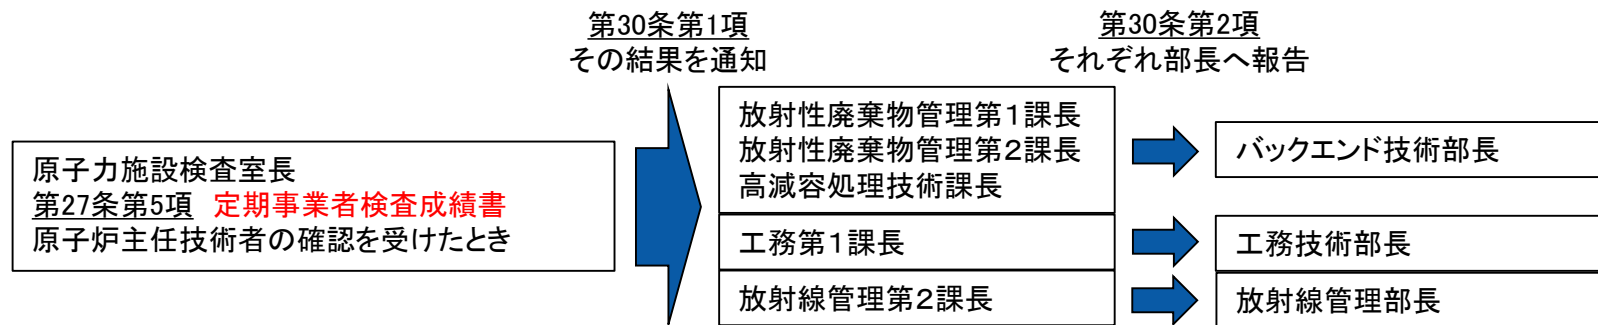 第30条第1項
その結果を通知
第30条第2項
それぞれ部長へ報告
原子力施設検査室長
第27条第5項 定期事業者検査成績書
原子炉主任技術者の確認を受けたとき
放射性廃棄物管理第1課長
放射性廃棄物管理第2課長
高減容処理技術課長
バックエンド技術部長
工務第1課長
工務技術部長
放射線管理第2課長
放射線管理部長